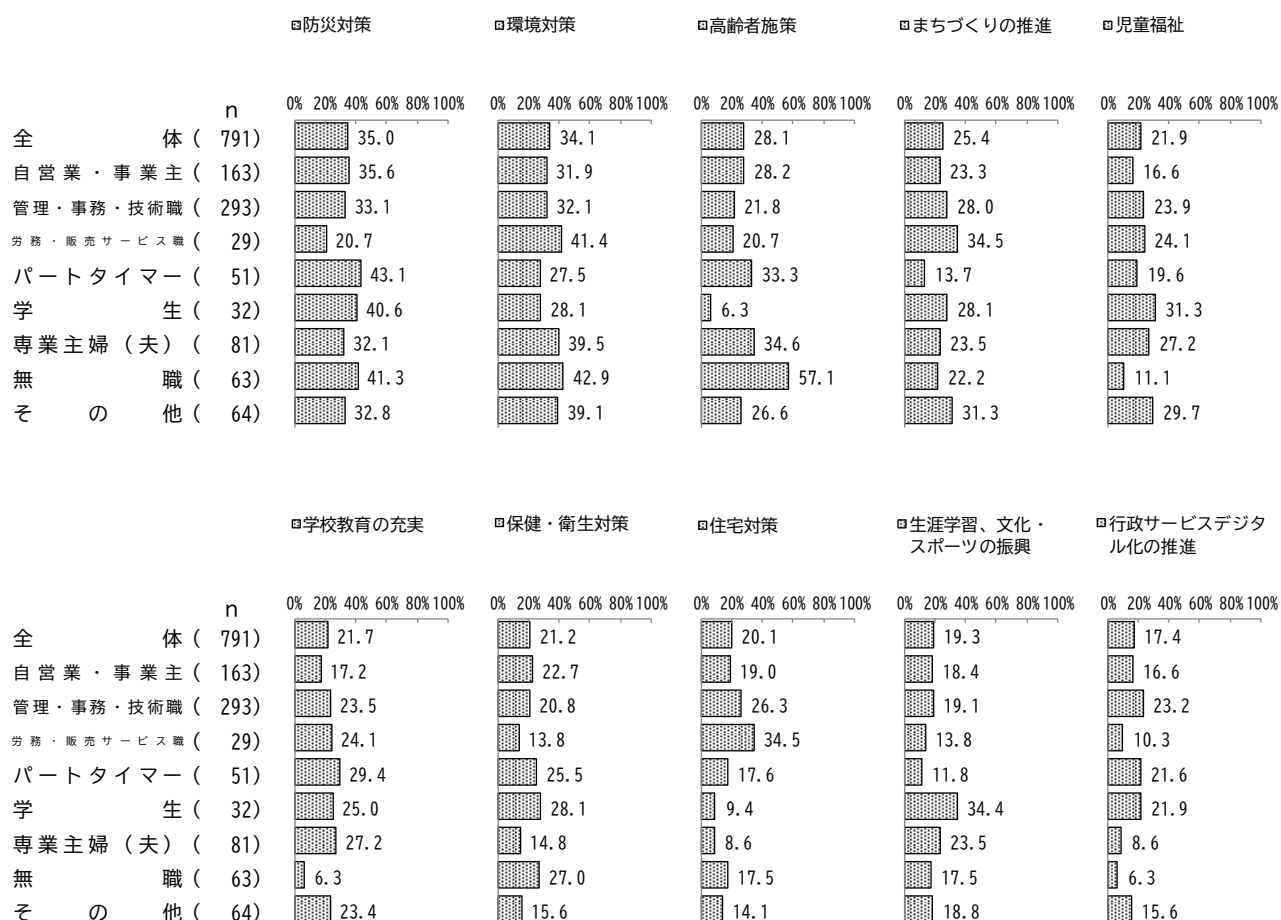 防災対策 環境対策 高齢者施策 まちづくりの推進 児童福祉
n 0% 20% 40% 60% 80% 100% 0% 20% 40% 60% 80% 100% 0% 20% 40% 60% 80% 100% 0% 20% 40% 60% 80% 100% 0% 20% 40% 60% 80% 100%
全体( 791) 35.0 34.1 28.1 25.4 21.9
自営業・事業主( 163) 35.6 31.9 28.2 23.3 16.6
管理・事務・技術職( 293) 33.1 32.1 21.8 28.0 23.9
労務・販売サービス職( 29) 20.7 41.4 20.7 34.5 24.1
パートタイマー( 51) 43.1 27.5 33.3 13.7 19.6
学生( 32) 40.6 28.1 6.3 28.1 31.3
専業主婦(夫)( 81) 32.1 39.5 34.6 23.5 27.2
無職( 63) 41.3 42.9 57.1 22.2 11.1
その他( 64) 32.8 39.1 26.6 31.3 29.7
学校教育の充実 保健・衛生対策 住宅対策 生涯学習、文化・ 行政サービスデジタ
スポーツの振興 ル化の推進
n 0% 20% 40% 60% 80% 100% 0% 20% 40% 60% 80% 100% 0% 20% 40% 60% 80% 100% 0% 20% 40% 60% 80% 100% 0% 20% 40% 60% 80% 100%
全体( 791) 21.7 21.2 20.1 19.3 17.4
自営業・事業主( 163) 17.2 22.7 19.0 18.4 16.6
管理・事務・技術職( 293) 23.5 20.8 26.3 19.1 23.2
労務・販売サービス職( 29) 24.1 13.8 34.5 13.8 10.3
パートタイマー( 51) 29.4 25.5 17.6 11.8 21.6
学生( 32) 25.0 28.1 9.4 34.4 21.9
専業主婦(夫)( 81) 27.2 14.8 8.6 23.5 8.6
無職( 63) 6.3 27.0 17.5 17.5 6.3
その他( 64) 23.4 15.6 14.1 18.8 15.6